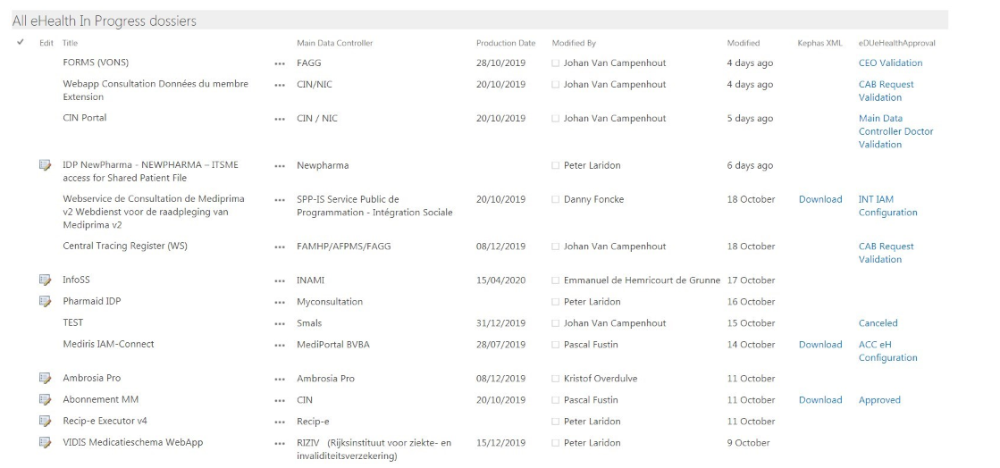 All eHealth In Progress dossiers
Edit Title Main Data Controller Production Date Modified By Modified Kephas XML eDUeHealthApproval
FORMS (VONS) ... FAGG 28/10/2019 Johan Van Campenhout 4 days ago CEO Validation
Webapp Consultation Données du membre ... CIN/NIC 20/10/2019 Johan Van Campenhout 4 days ago CAB Request
Extension Validation
CIN Portal ... CIN / NIC 20/10/2019 Johan Van Campenhout 5 days ago Main Data
Controller Doctor
Validation
IDP NewPharma - NEWPHARMA – ITSME ... Newpharma Peter Laridon 6 days ago
access for Shared Patient File
Webservice de Consultation de Mediprima ... SPP-IS Service Public de 20/10/2019 Danny Foncke 18 October Download INT IAM
v2 Webdienst voor de raadpleging van Programmation - Intégration Sociale Configuration
Mediprima v2
Central Tracing Register (WS) ... FAMHP/AFPMS/FAGG 08/12/2019 Johan Van Campenhout 18 October CAB Request
Validation
InfoSS ... INAMI 15/04/2020 Emmanuel de Hemricourt de Grunne 17 October
Pharmaid IDP ... Myconsultation Peter Laridon 16 October
TEST ... Smals 31/12/2019 Johan Van Campenhout 15 October Canceled
Mediris IAM-Connect ... MediPortal BVBA 28/07/2019 Pascal Fustin 14 October Download ACC eH
Configuration
Ambrosia Pro ... Ambrosia Pro 08/12/2019 Kristof Overdulve 11 October
Abonnement MM ... CIN 20/10/2019 Pascal Fustin 11 October Download Approved
Recip-e Executor v4 ... Recip-e Peter Laridon 11 October
VIDIS Medicatieschema WebApp ... RIZIV (Rijksinstituut voor ziekte- en 15/12/2019 Peter Laridon 9 October
invaliditeitsverzekering)